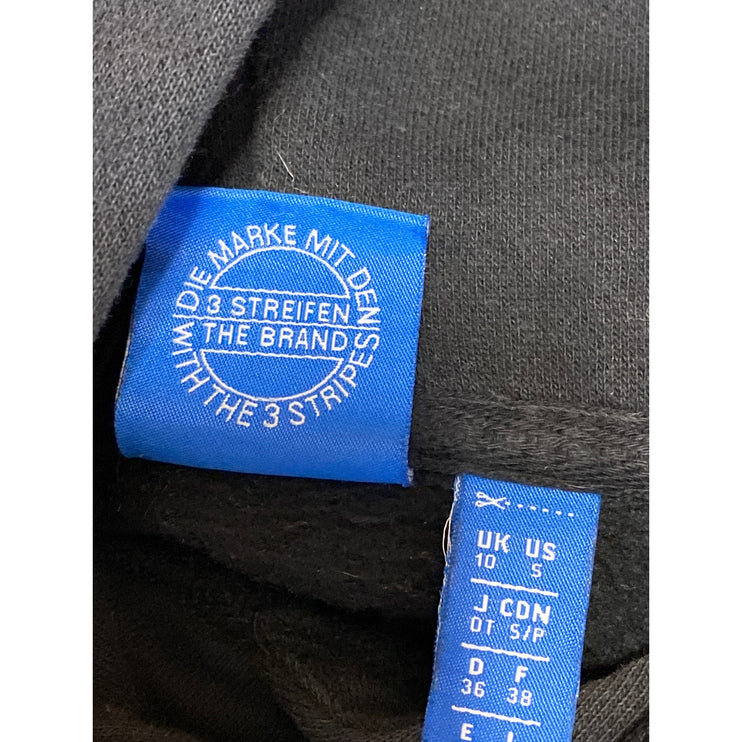 DIE MARKE MIT DEN
3 STREIFEN
THE BRAND
WITH THE 3 STRIPES
UK US
10 S
J CDN
OT S/P
D F
36 38
E